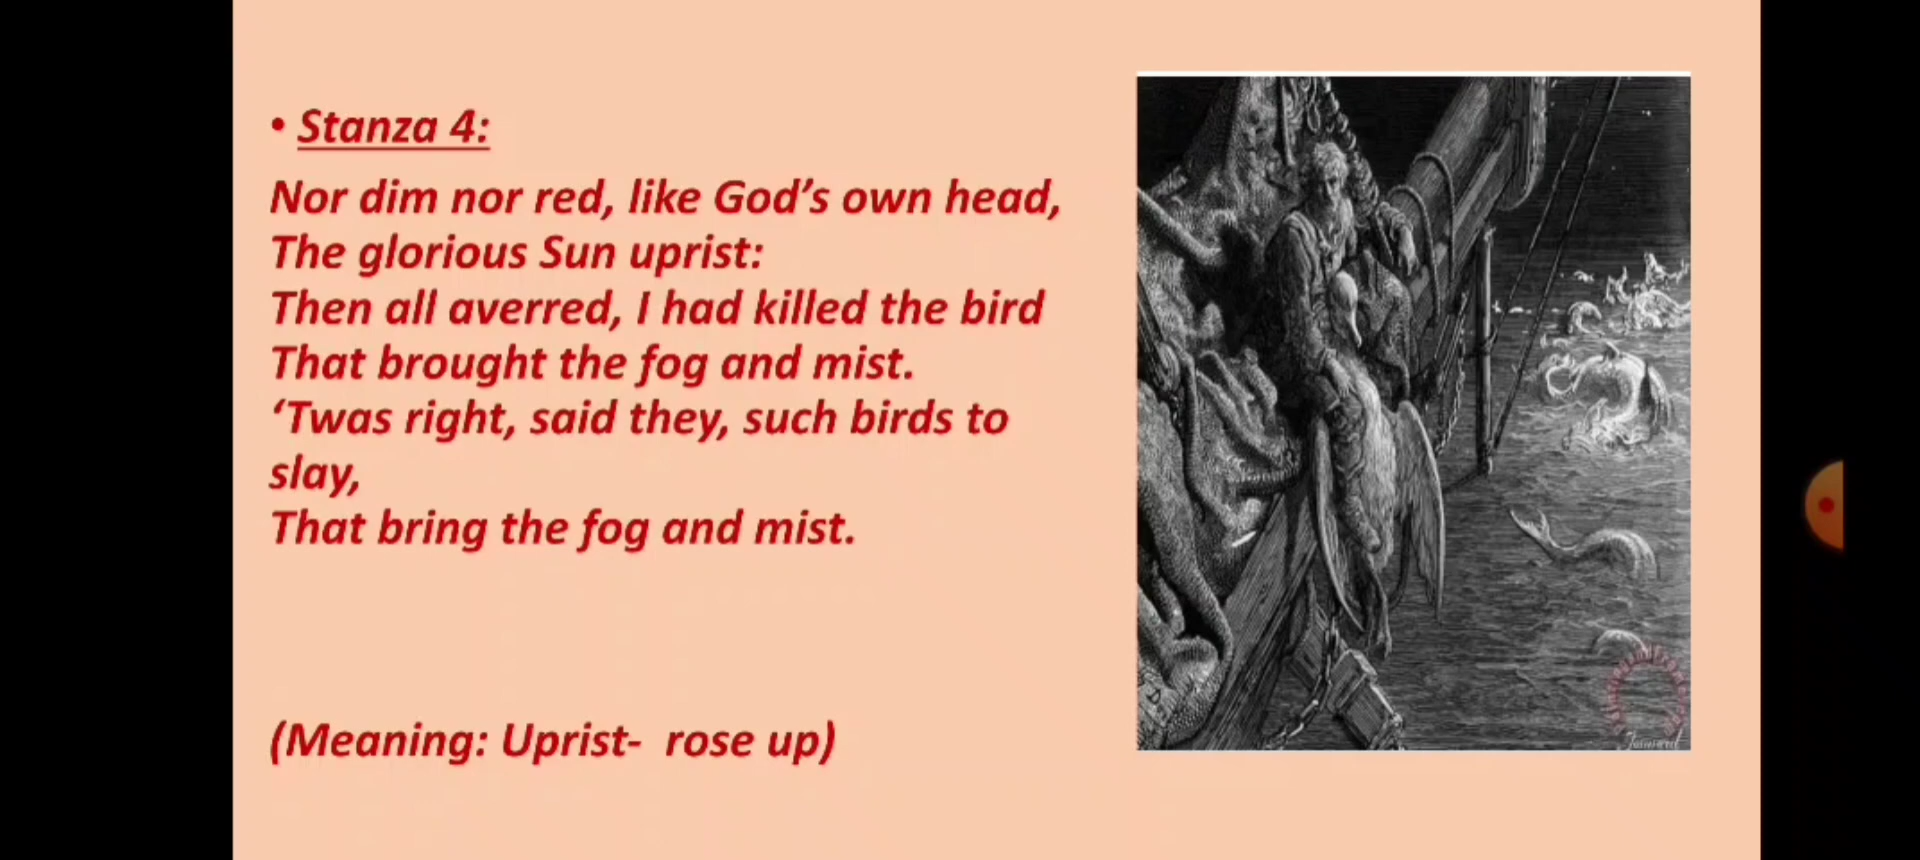 • Stanza 4:
Nor dim nor red, like God’s own head,
The glorious Sun uprist:
Then all averred, I had killed the bird
That brought the fog and mist.
‘Twas right, said they, such birds to
slay,
That bring the fog and mist.
(Meaning: Uprist-  rose up)